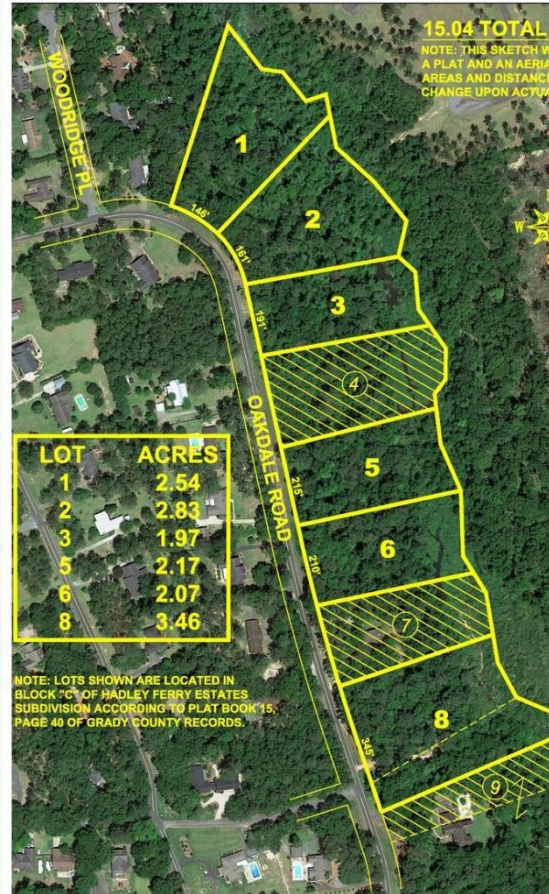 15.04 TOTAL
NOTE: THIS SKETCH
A PLAT AND AN
AREAS AND
CHANGE UPON
WOODRIDGE PL
1
146'
2
W
161'
3
191'
4
OAKDALE ROAD
5
215'
LOT ACRES
1 2.54
2 2.83
3 1.97
5 2.17
6 2.07
8 3.46
6
210'
7
NOTE: LOTS SHOWN ARE LOCATED IN
BLOCK "C" OF HADLEY FERRY ESTATES
SUBDIVISION ACCORDING TO PLAT BOOK 15,
PAGE 40 OF GRADY COUNTY RECORDS.
8
345'
9